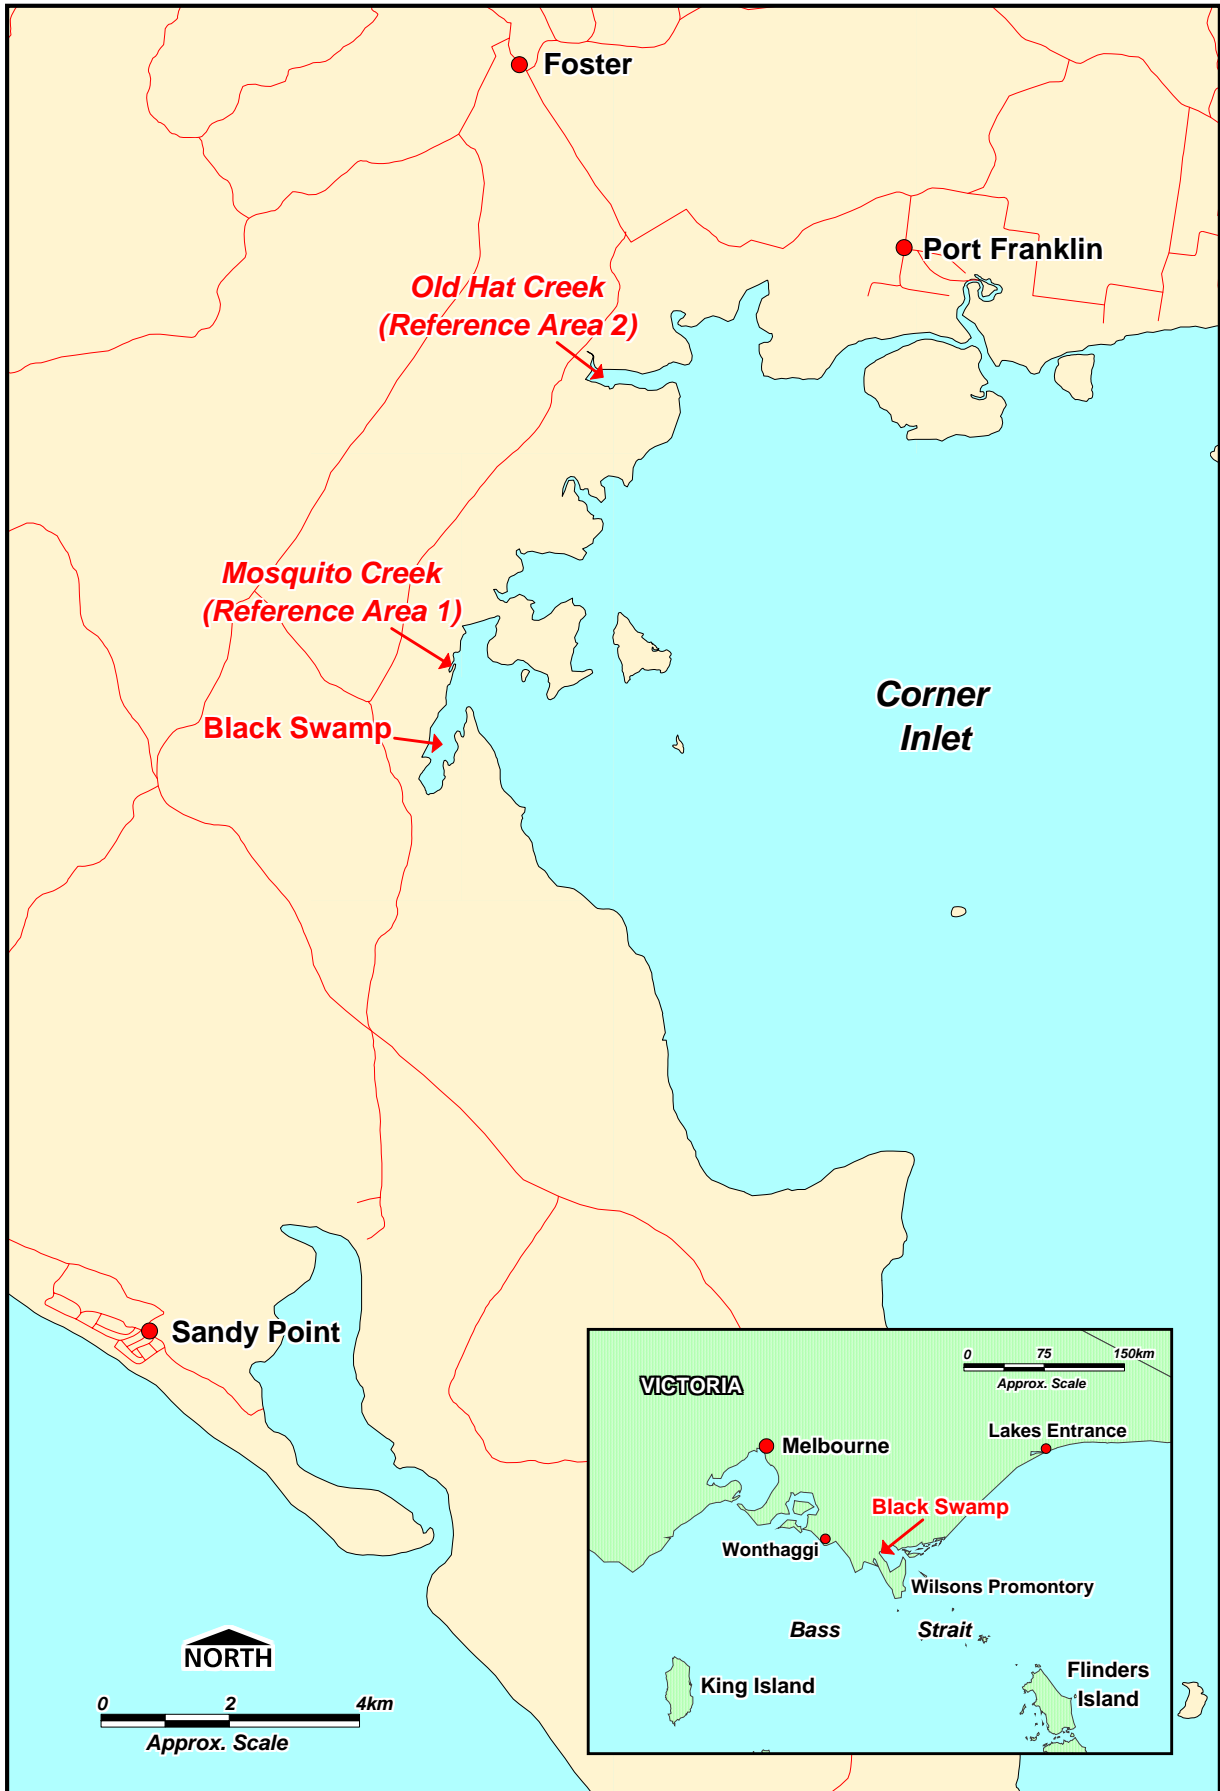 Foster
Port Franklin
Old Hat Creek
(Reference Area 2)
Mosquito Creek
(Reference Area 1)
Corner
Inlet
Black Swamp
Sandy Point
0 75 150km
Approx. Scale
VICTORIA
Lakes Entrance
Melbourne
Black Swamp
Wonthaggi
Wilsons Promontory
Bass Strait
King Island
Flinders
Island
NORTH
0 2 4km
Approx. Scale